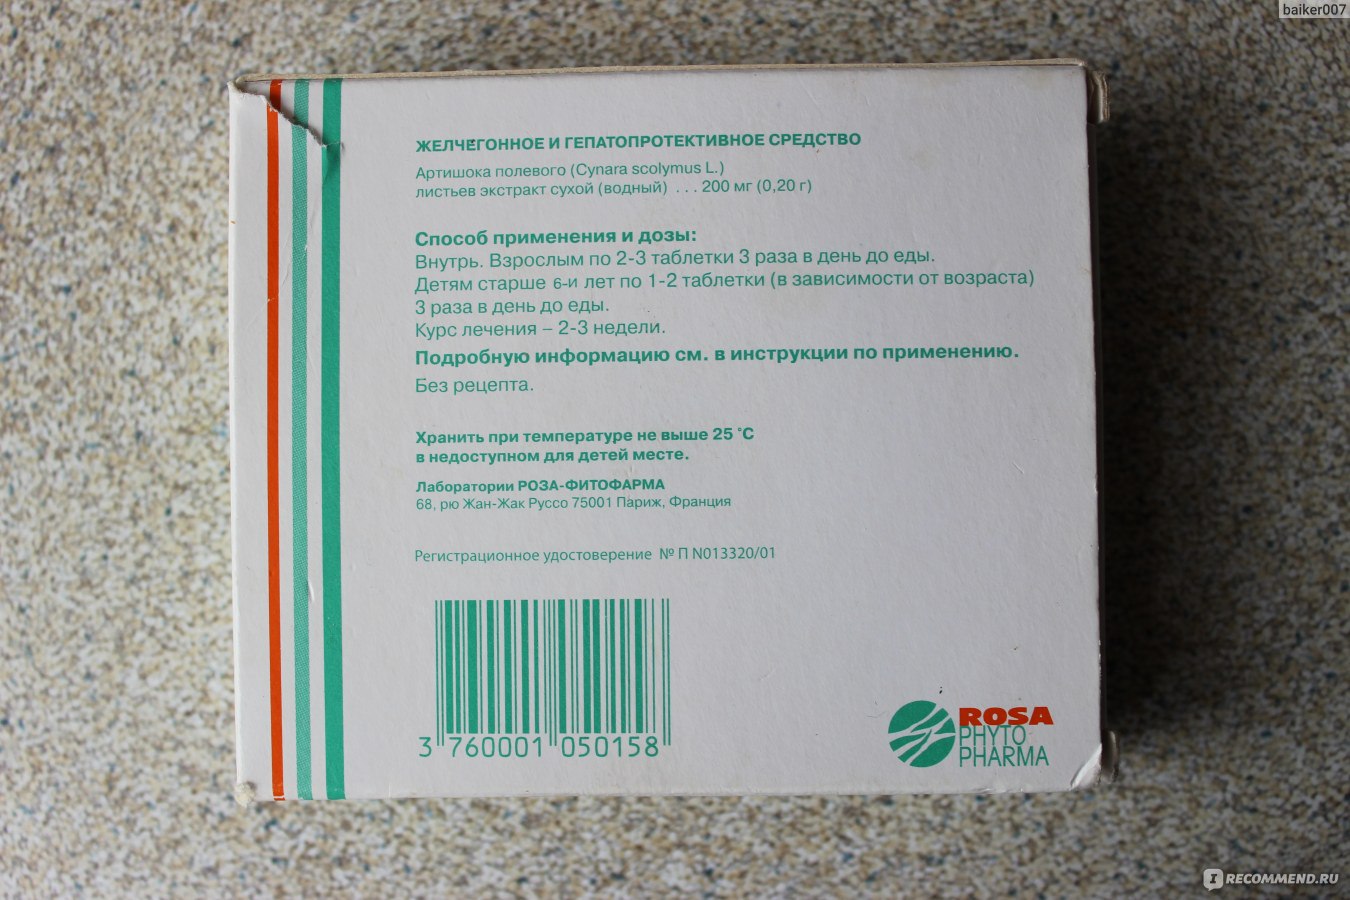 baiker007
ЖЕЛЧЕГОННОЕ И ГЕПАТОПРОТЕКТИВНОЕ СРЕДСТВО
Артишока полевого (Cynara scolymus L.)
листьев экстракт сухой (водный) . . . 200 мг (0,20 г)
Способ применения и дозы:
Внутрь. Взрослым по 2-3 таблетки 3 раза в день до еды.
Детям старше 6-и лет по 1-2 таблетки (в зависимости от возраста)
3 раза в день до еды.
Курс лечения – 2-3 недели.
Подробную информацию см. в инструкции по применению.
Без рецепта.
Хранить при температуре не выше 25 °С
в недоступном для детей месте.
Лаборатории РОЗА-ФИТОФАРМА
68, рю Жан-Жак Руссо 75001 Париж, Франция
Регистрационное удостоверение № П N013320/01
3 760001 050158
ROSA
PHYTO
PHARMA
IRECOMMEND.RU